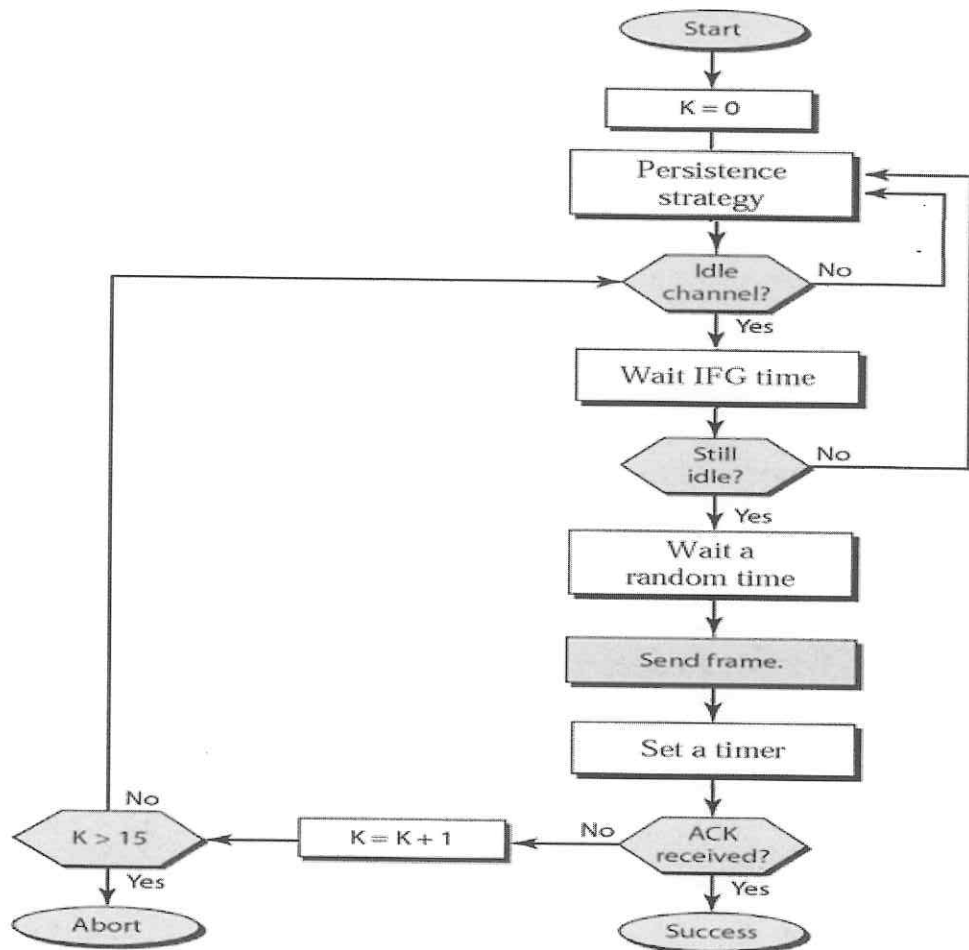 Start
K = 0
Persistence
strategy
Idle
channel?
No
Yes
Wait IFG time
Still
idle?
No
Yes
Wait a
random time
Send frame.
Set a timer
ACK
received?
No
Yes
K = K + 1
K > 15
No
Yes
Abort
Success